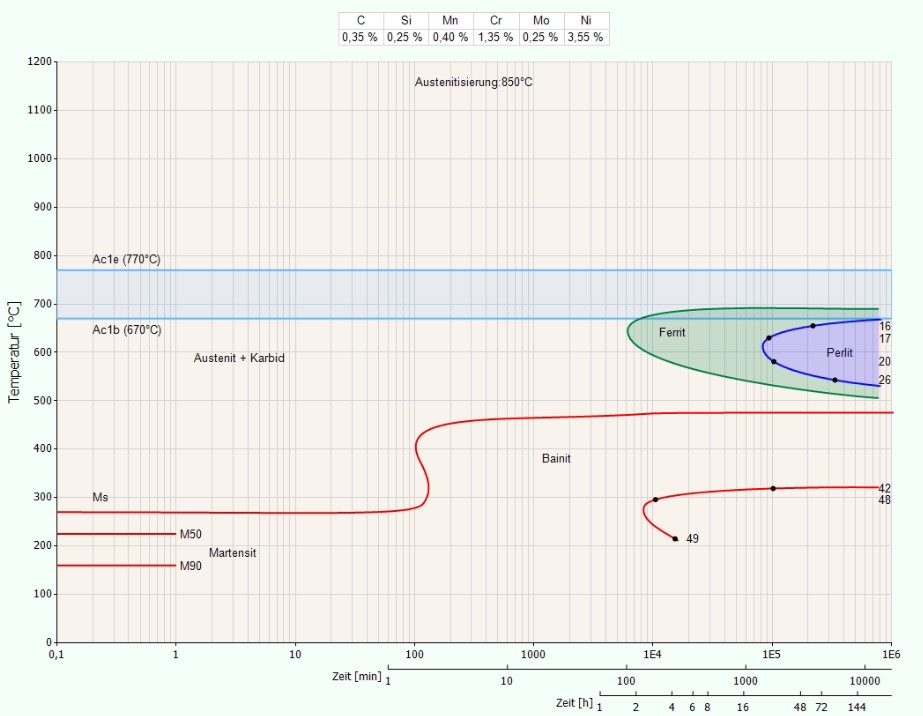 C Si Mn Cr Mo Ni
0,35 % 0,25 % 0,40 % 1,35 % 0,25 % 3,55 %
Austenitisierung:850°C
1200
1100
1000
900
800
700
600
500
400
300
200
100
0
Temperatur [°C]
Ac1e (770°C)
Ac1b (670°C)
Austenit + Karbid
Ferrit
Perlit
16
17
20
26
Bainit
42
48
49
Ms
M50
Martensit
M90
0,1 1 10 100 1000 1E4 1E5 1E6
Zeit [min] 1 10 100 1000 10000
Zeit [h] 1 2 4 6 8 16 48 72 144